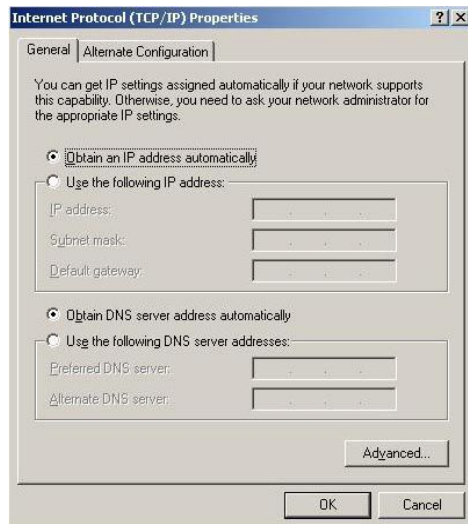 Internet Protocol (TCP/IP) Properties
General
Alternate Configuration
You can get IP settings assigned automatically if your network supports
this capability. Otherwise, you need to ask your network administrator for
the appropriate IP settings.
Obtain an IP address automatically
Use the following IP address:
IP address:
Subnet mask:
Default gateway:
Obtain DNS server address automatically
Use the following DNS server addresses:
Preferred DNS server:
Alternate DNS server:
Advanced...
OK
Cancel